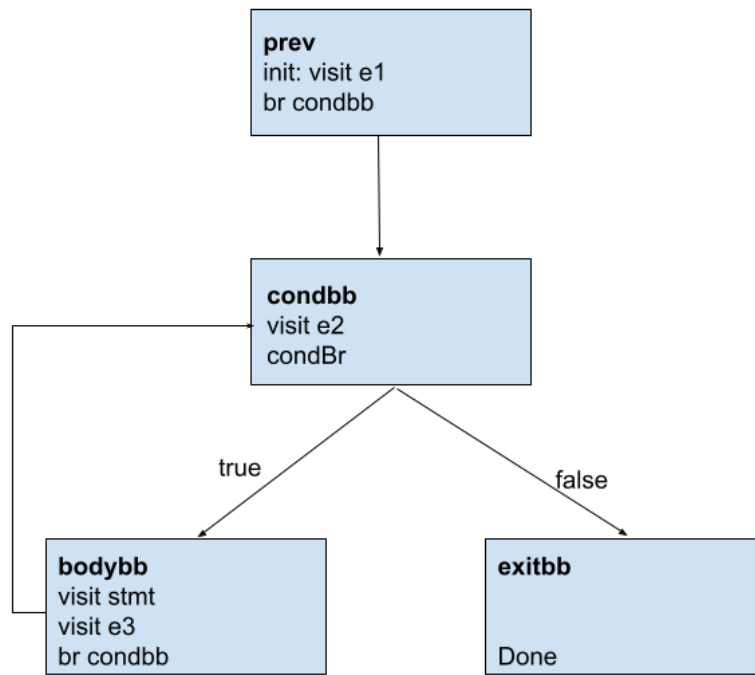 prev
init: visit e1
br condbb
condbb
visit e2
condBr
true
false
bodybb
visit stmt
visit e3
br condbb
exitbb
Done